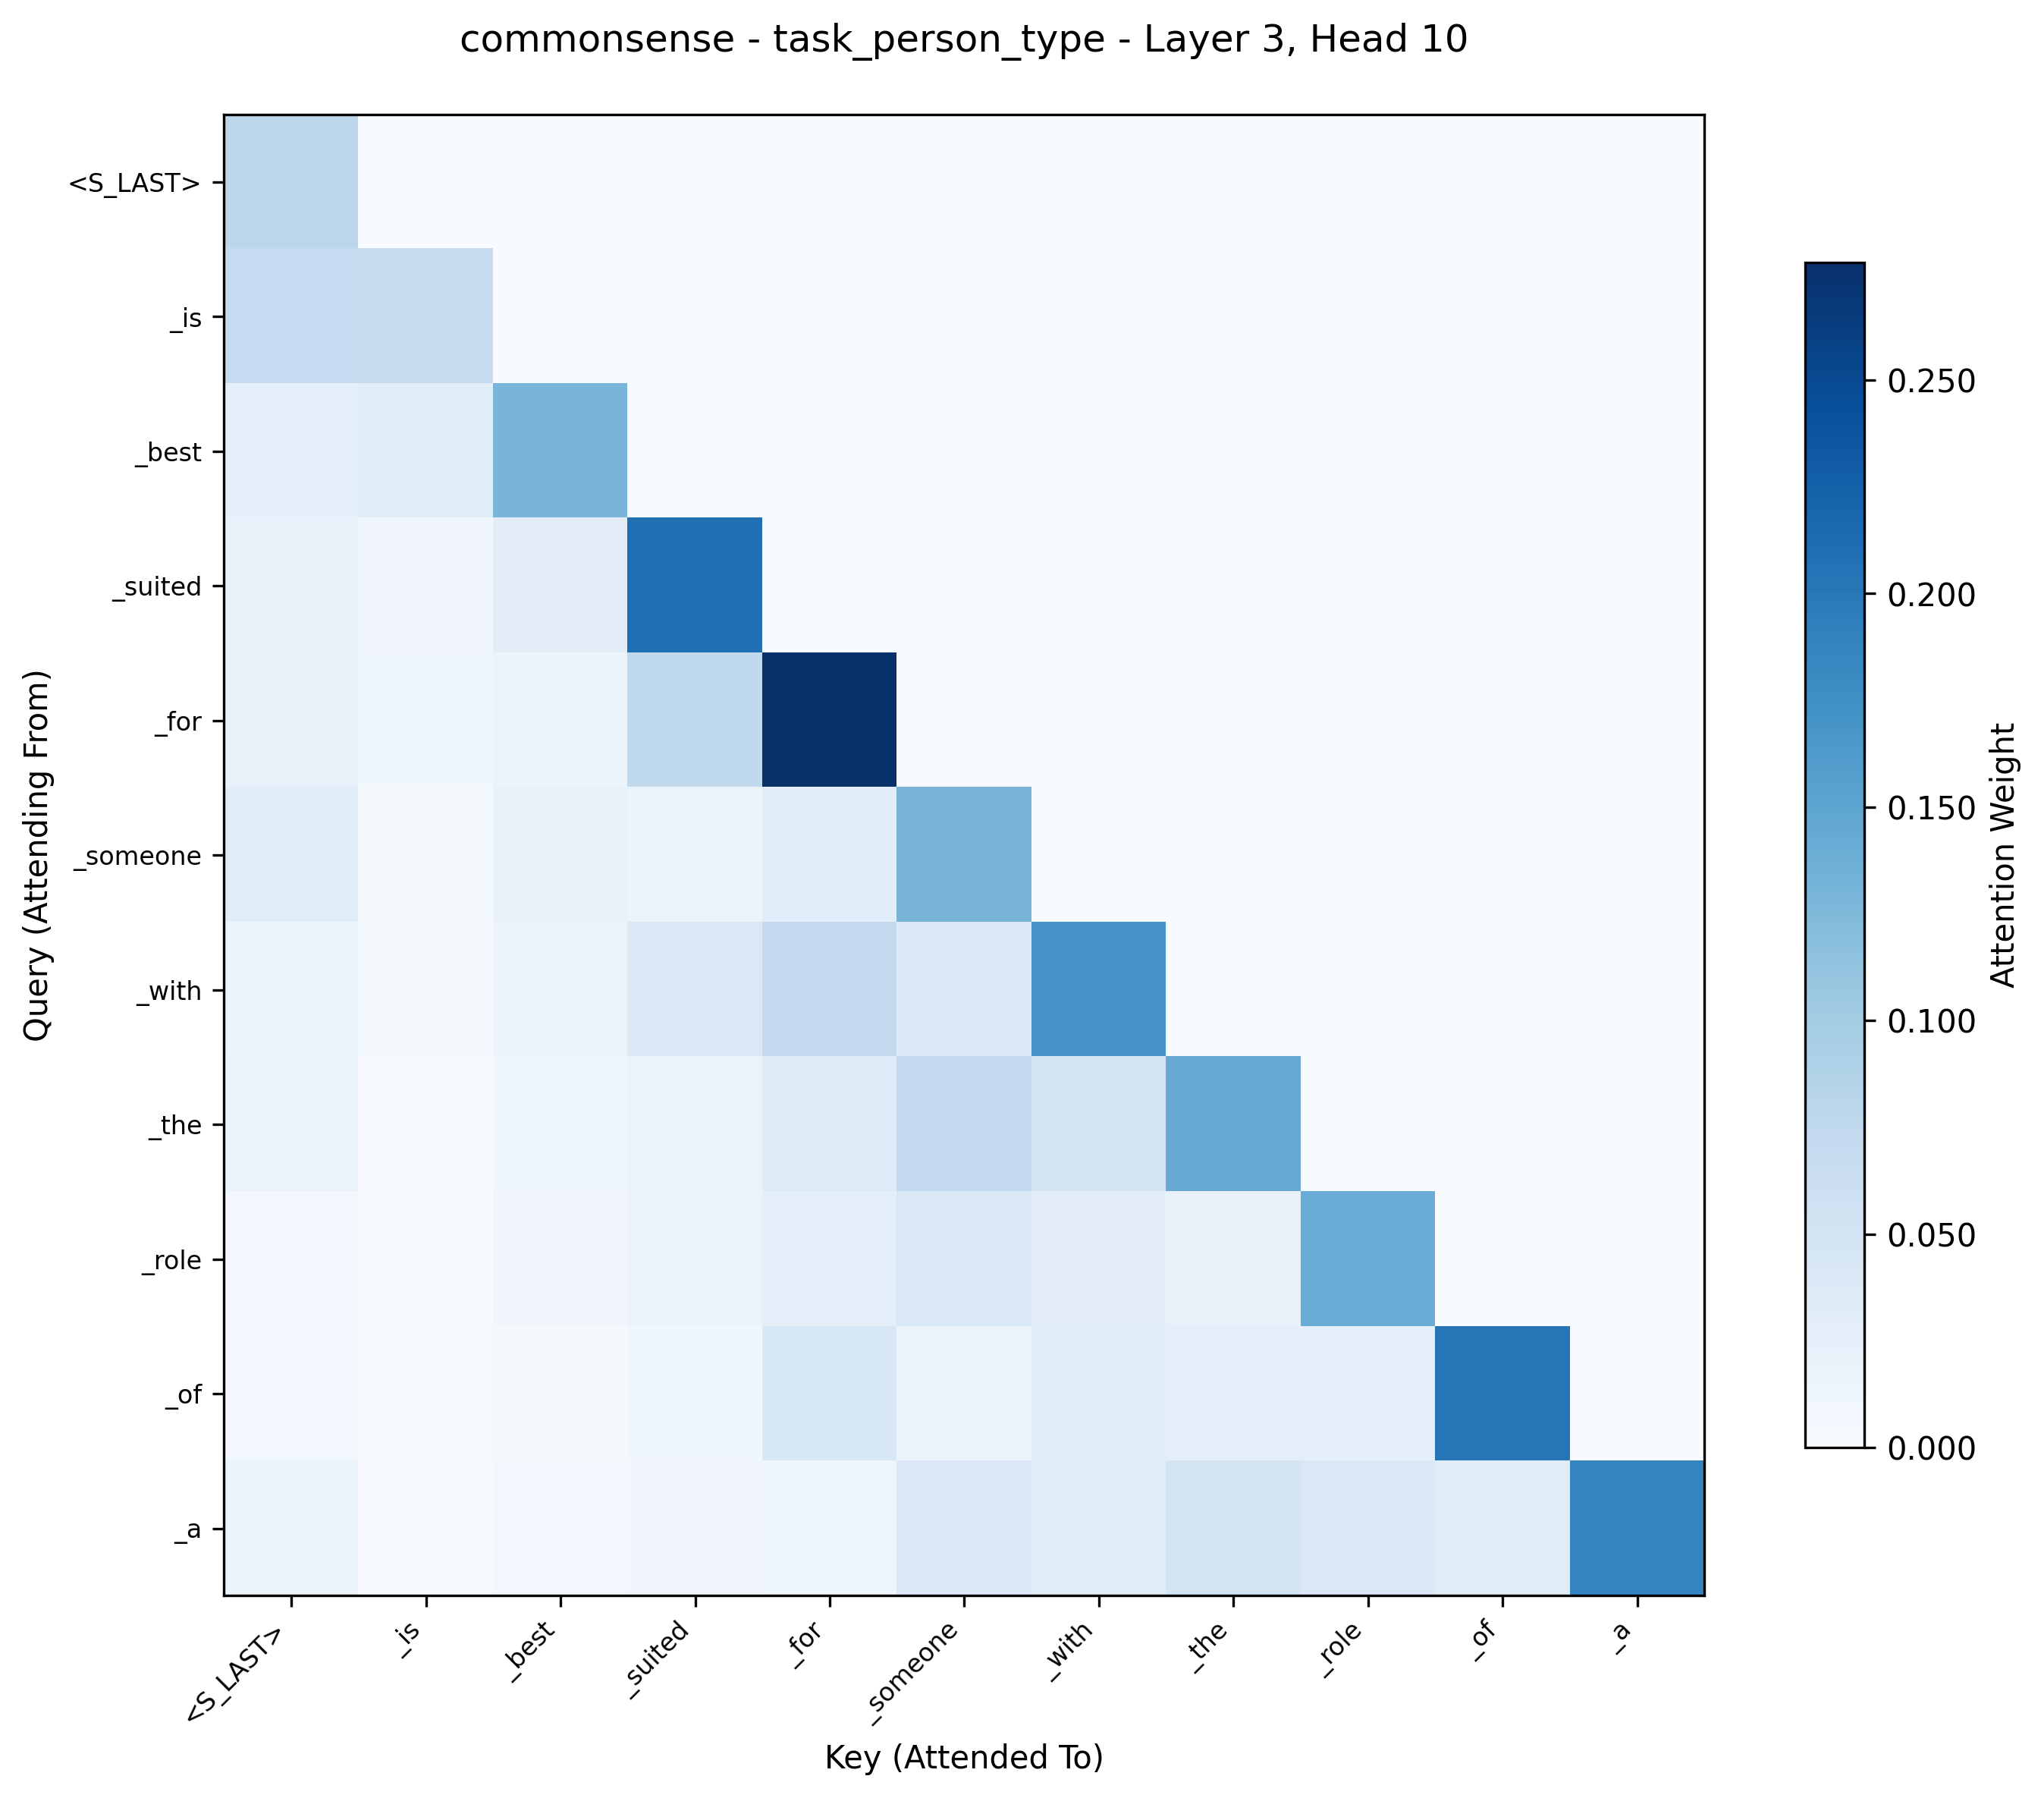 commonsense - task_person_type - Layer 3, Head 10
Query (Attending From)
<S_LAST>
_is
_best
_suited
_for
_someone
_with
_the
_role
_of
_a
<S_LAST>
_is
_best
_suited
_for
_someone
_with
_the
_role
_of
_a
Key (Attended To)
0.250
0.200
0.150
0.100
0.050
0.000
Attention Weight